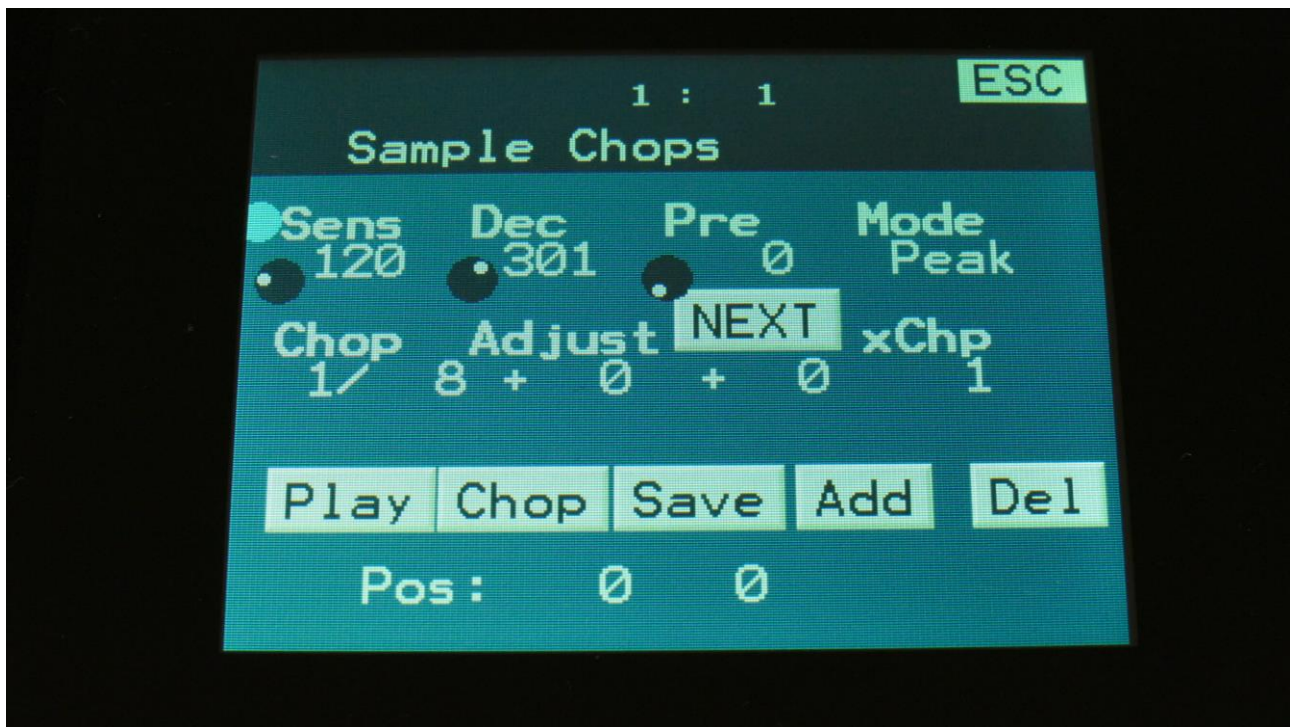 1 : 1 ESC
Sample Chops
Sens Dec Pre Mode
120 301 0 Peak
Chop Adjust NEXT xChp
1/ 8 + 0 + 0 1
Play Chop Save Add Del
Pos: 0 0